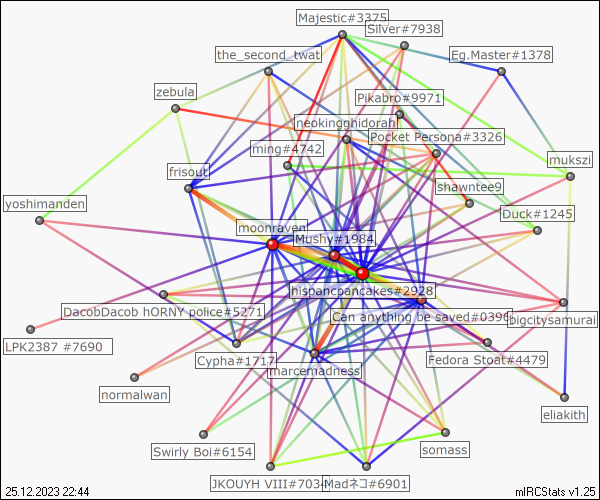 Majestic#3375
Silver#7938
the_second_twat
Eg.Master#1378
zebula
Pikabro#9971
neokingghidorah
Pocket Persona#3326
ming#4742
mukszi
frisout
shawntee9
yoshimanden
Duck#1245
moonraven
Mushy#1984
hispancpancakes#2928
DacobDacob hORNY police#5271
Can anything be saved#0396
bigcitysamurai
LPK2387 #7690
Cypha#1717
Fedora Stoat#4479
marcemadness
normalwan
eliakith
Swirly Boi#6154
somass
JKOUYH VIII#7034
Madネコ#6901
25.12.2023 22:44
mIRCStats v1.25